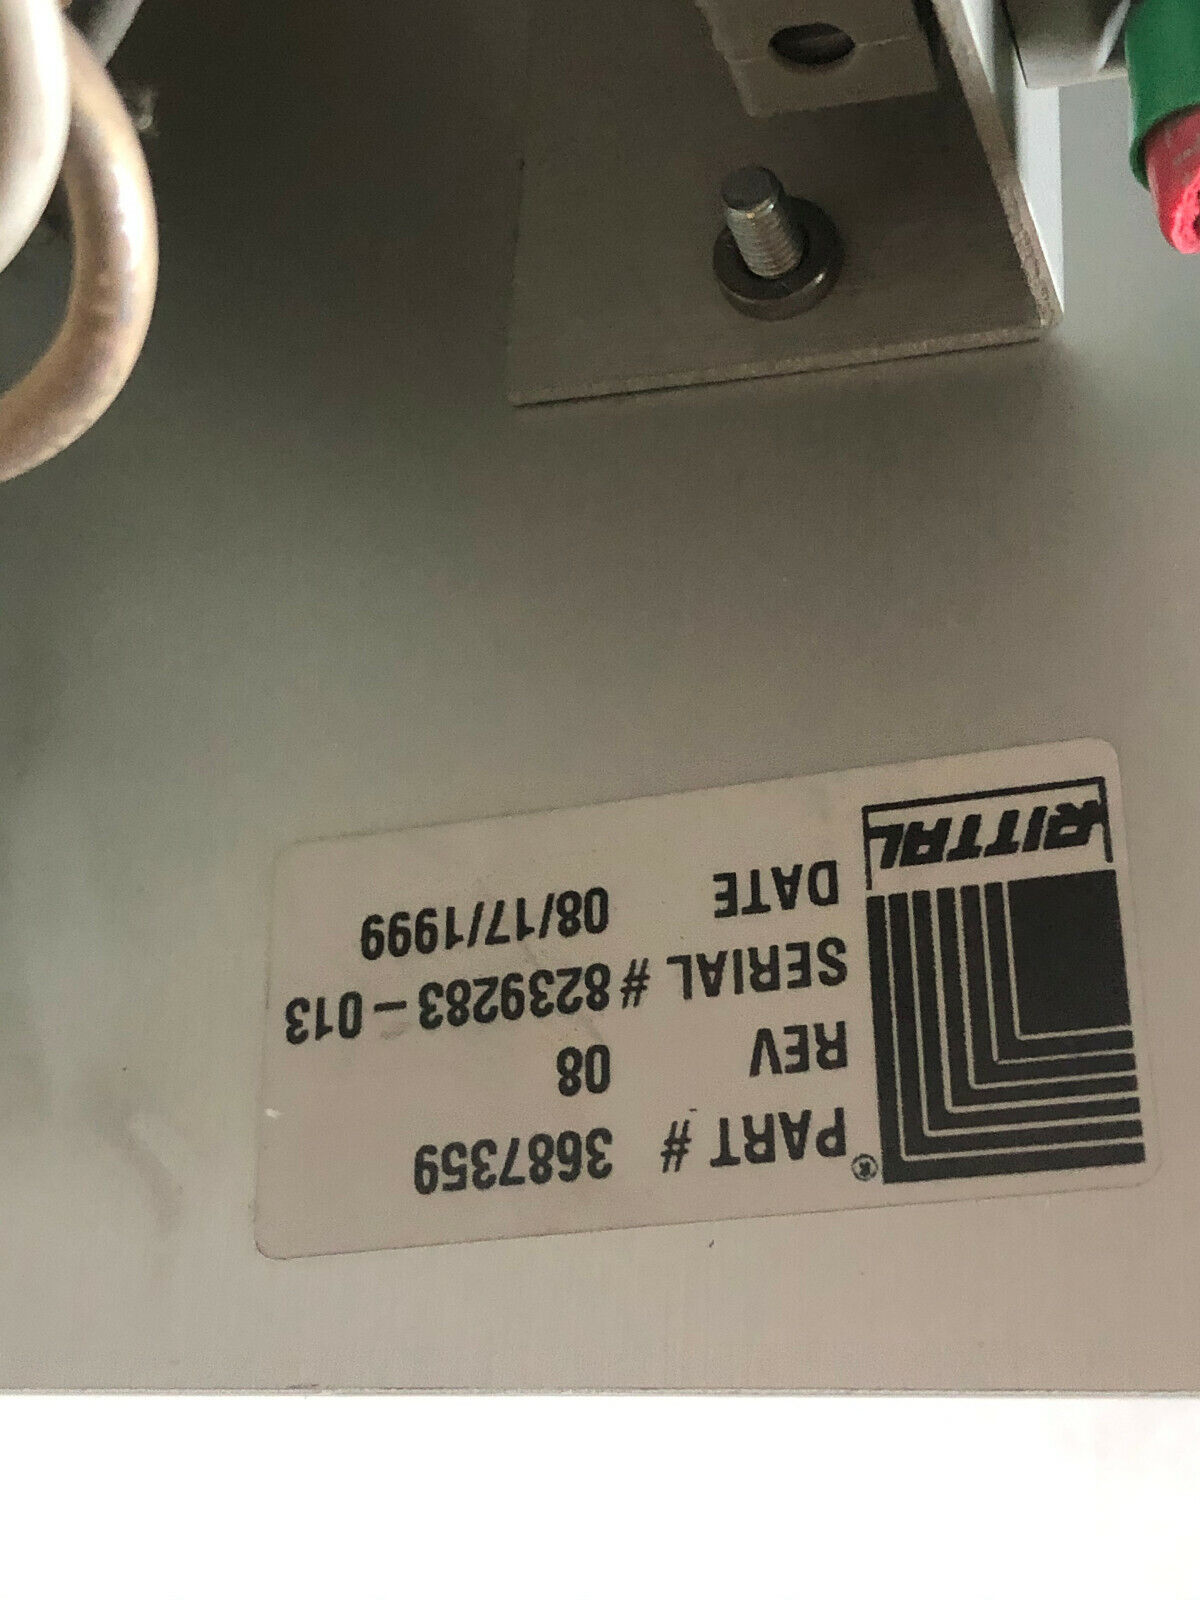 PART # 3687359
REV 08
SERIAL # 8239283-013
DATE 08/17/1999
®
RITTAL